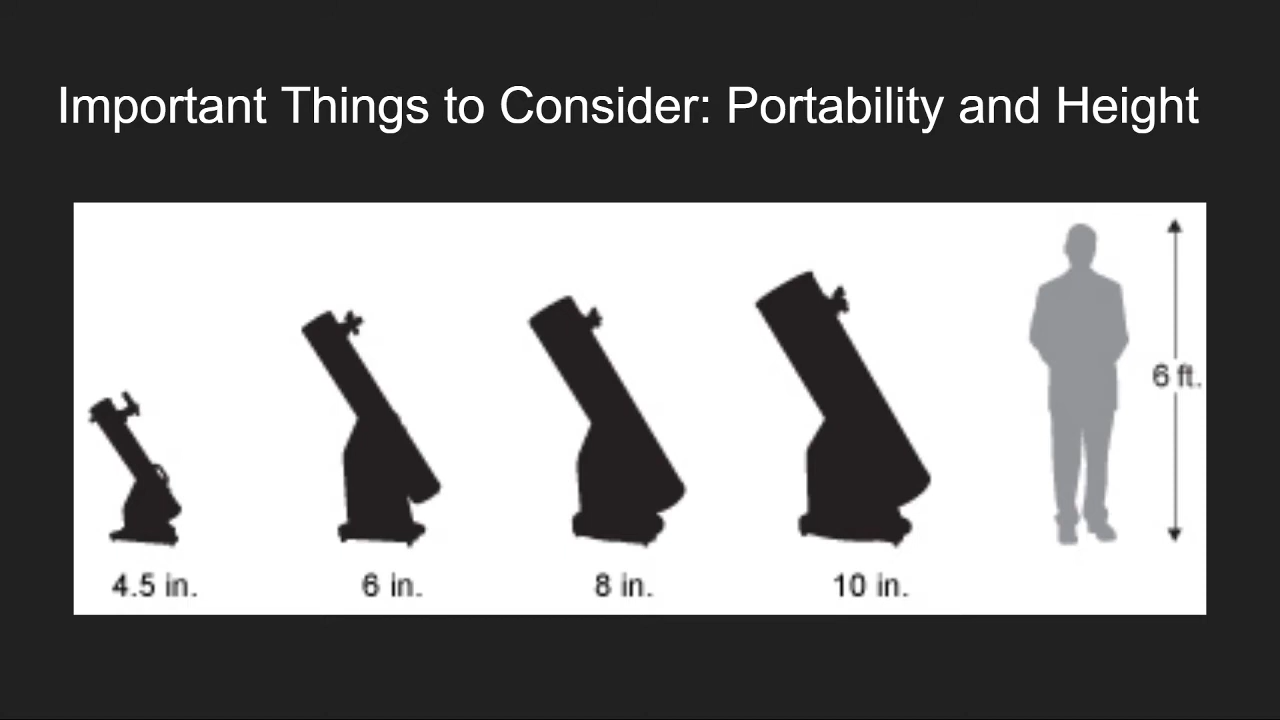 Important Things to Consider: Portability and Height
6 ft.
4.5 in.
6 in.
8 in.
10 in.